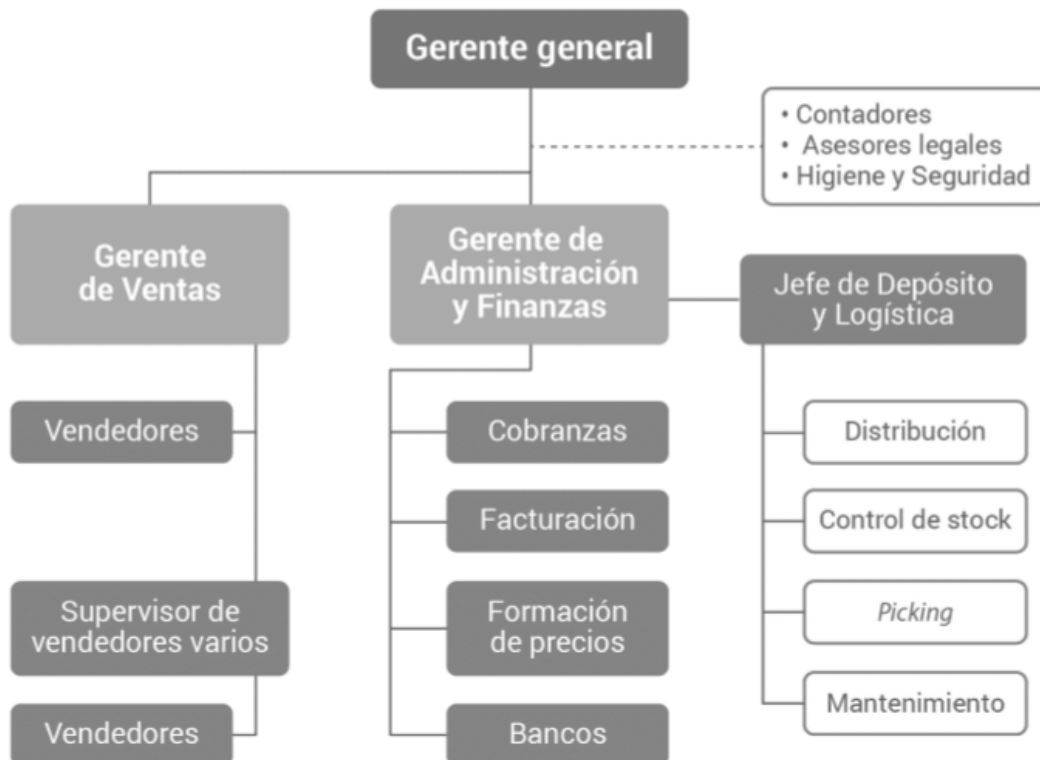 Gerente general
• Contadores
• Asesores legales
• Higiene y Seguridad
Gerente
de Ventas
Gerente de
Administración
y Finanzas
Jefe de Depósito
y Logística
Vendedores
Cobranzas
Distribución
Facturación
Control de stock
Supervisor de
vendedores varios
Formación
de precios
Picking
Vendedores
Bancos
Mantenimiento